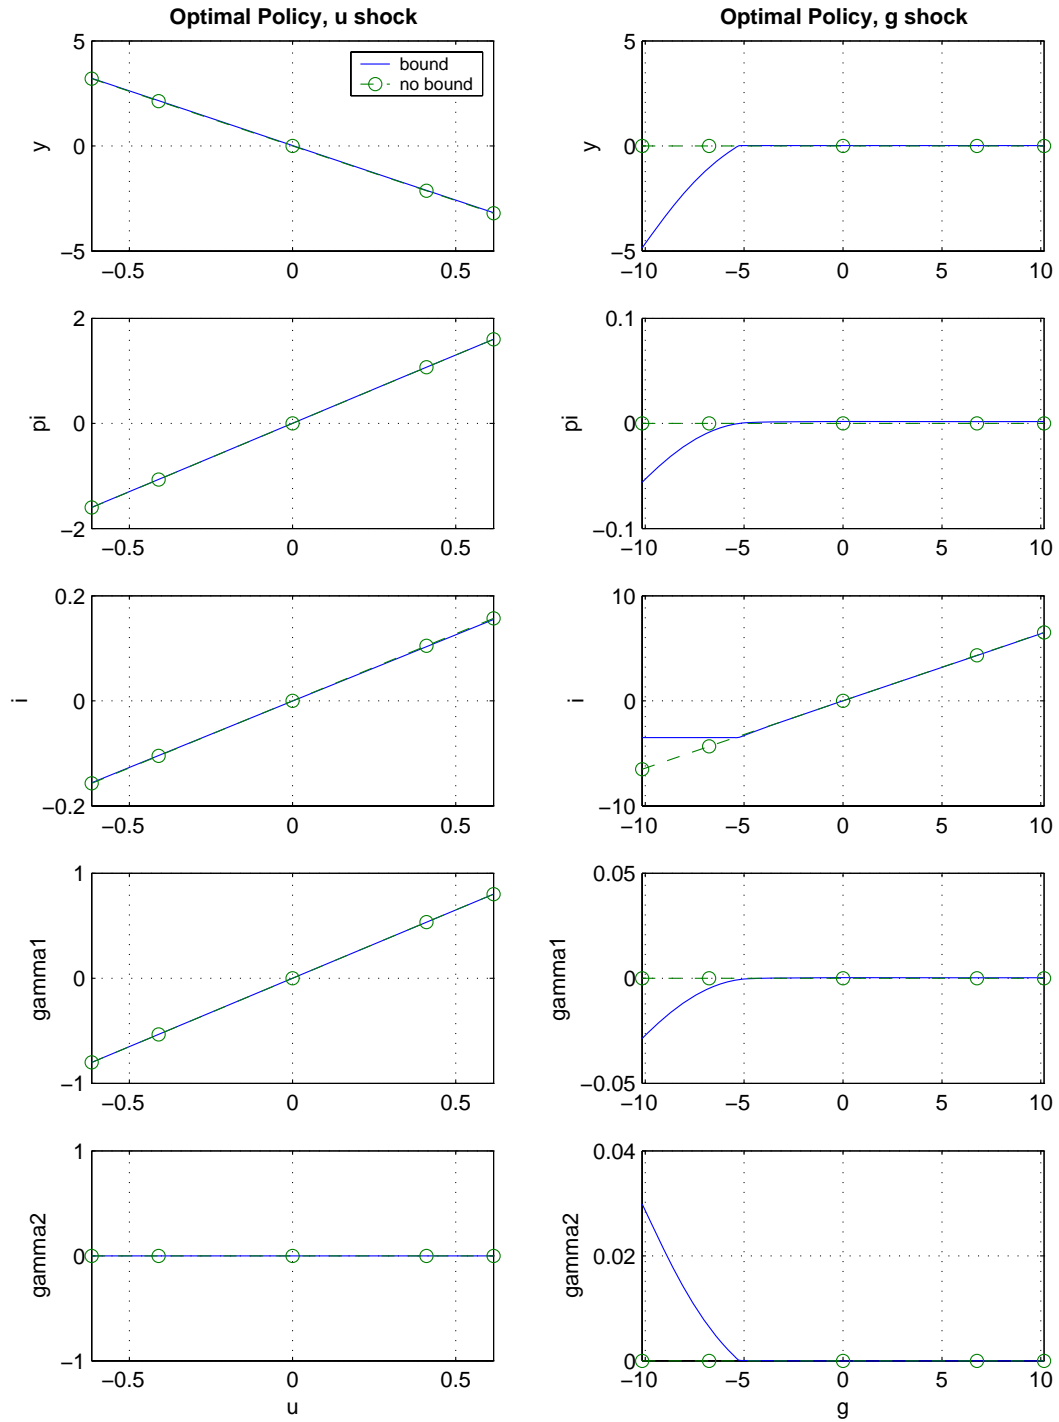 Optimal Policy, u shock
5
0
−5
y
bound
no bound
−0.5 0 0.5
u
Optimal Policy, g shock
5
0
−5
y
−10 −5 0 5 10
g
2
0
−2
pi
−0.5 0 0.5
0.1
0
−0.1
pi
−10 −5 0 5 10
0.2
0
−0.2
i
−0.5 0 0.5
10
0
−10
i
−10 −5 0 5 10
1
0
−1
gamma1
−0.5 0 0.5
0.05
0
−0.05
gamma1
−10 −5 0 5 10
1
0
−1
gamma2
−0.5 0 0.5
u
0.04
0.02
0
gamma2
−10 −5 0 5 10
g